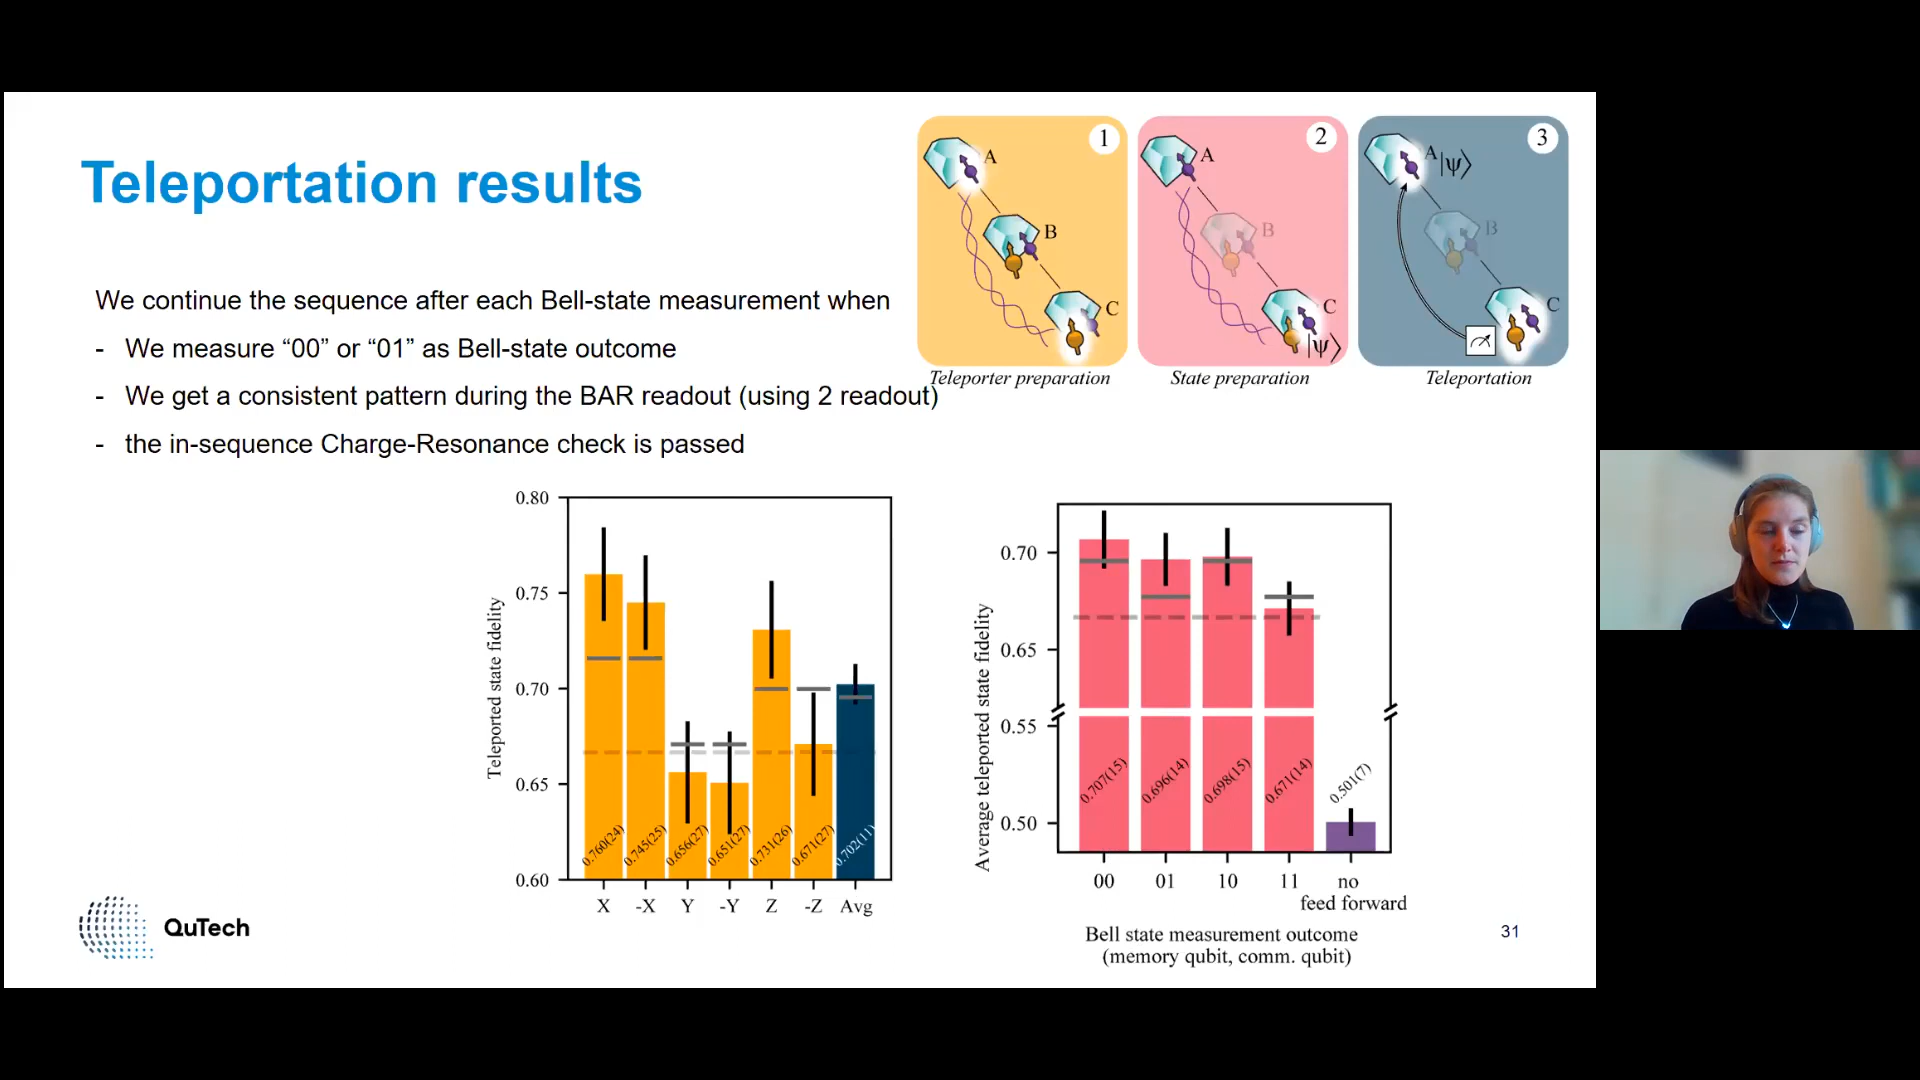 Teleportation results
We continue the sequence after each Bell-state measurement when
- We measure “00” or “01” as Bell-state outcome
- We get a consistent pattern during the BAR readout (using 2 readout)
- the in-sequence Charge-Resonance check is passed
1
A
B
C
Teleporter preparation
2
A
B
C
|ψ⟩
State preparation
3
A |ψ⟩
B
C
Teleportation
Teleported state fidelity
0.80
0.75
0.70
0.65
0.60
0.760(24)
0.745(25)
0.656(27)
0.651(27)
0.731(26)
0.671(27)
0.702(11)
X -X Y -Y Z -Z Avg
Average teleported state fidelity
0.70
0.65
0.55
0.50
0.707(15)
0.696(14)
0.698(15)
0.671(14)
0.501(7)
00 01 10 11 no
feed forward
Bell state measurement outcome
(memory qubit, comm. qubit)
QuTech
31